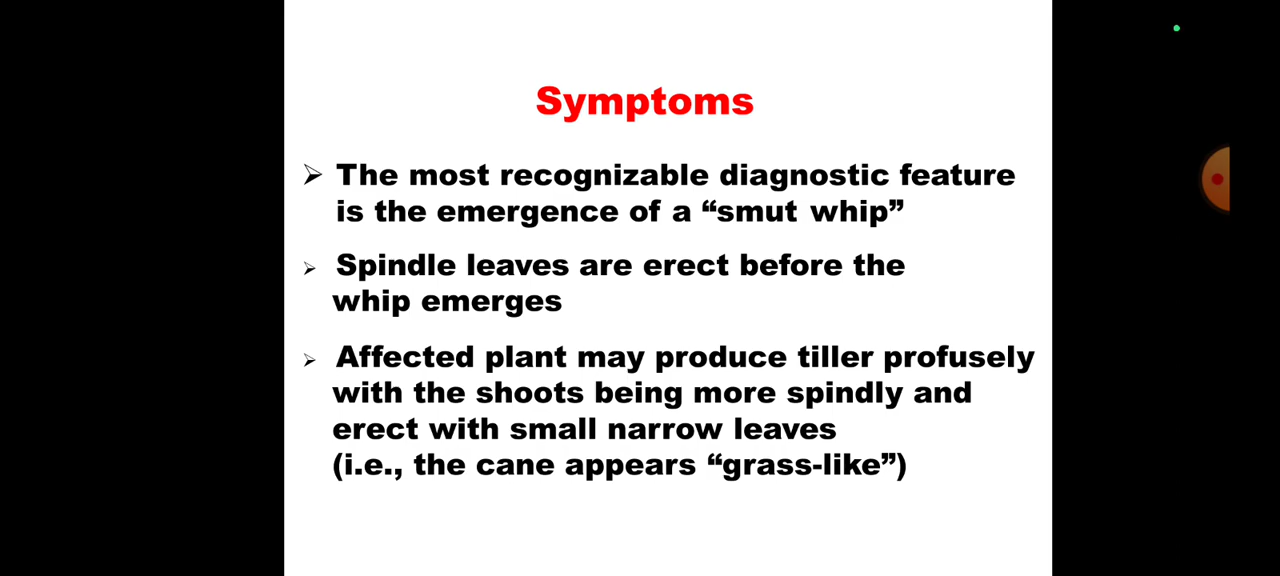 Symptoms
➢ The most recognizable diagnostic feature
is the emergence of a “smut whip”
➢ Spindle leaves are erect before the
whip emerges
➢ Affected plant may produce tiller profusely
with the shoots being more spindly and
erect with small narrow leaves
(i.e., the cane appears “grass-like”)